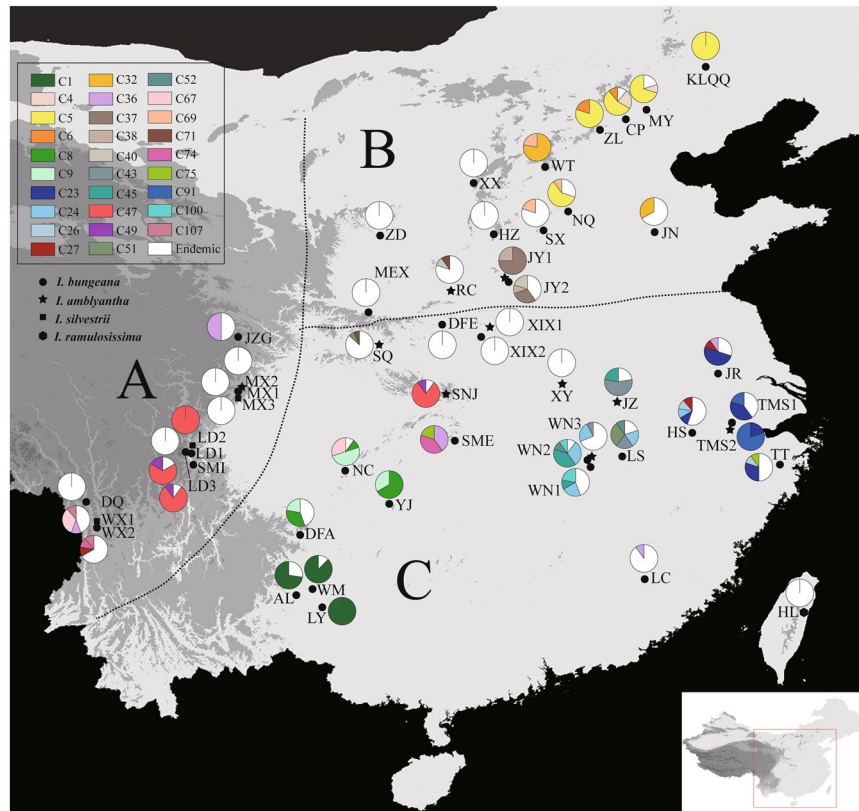 C1 C32 C52
C4 C36 C67
C5 C37 C69
C6 C38 C71
C8 C40 C74
C9 C43 C75
C23 C45 C91
C24 C47 C100
C26 C49 C107
C27 C51 Endemic
I. bungeana
I. amblyantha
I. silvestrii
I. ramulosissima
A
B
C
KLQQ
MY
CP
ZL
WT
XX
NQ
ZD
HZ
SX
JN
JY1
MEX
RC
JY2
DFE
XIX1
JZG
SQ
XIX2
MX2
MX1
MX3
XY
JR
SNJ
JZ
TMS1
HS
LD2
LD1
SMI
LD3
SME
WN3
WN2
LS
TMS2
TT
NC
WN1
DQ
YJ
WX1
WX2
DFA
AL
WM
LC
LY
HL